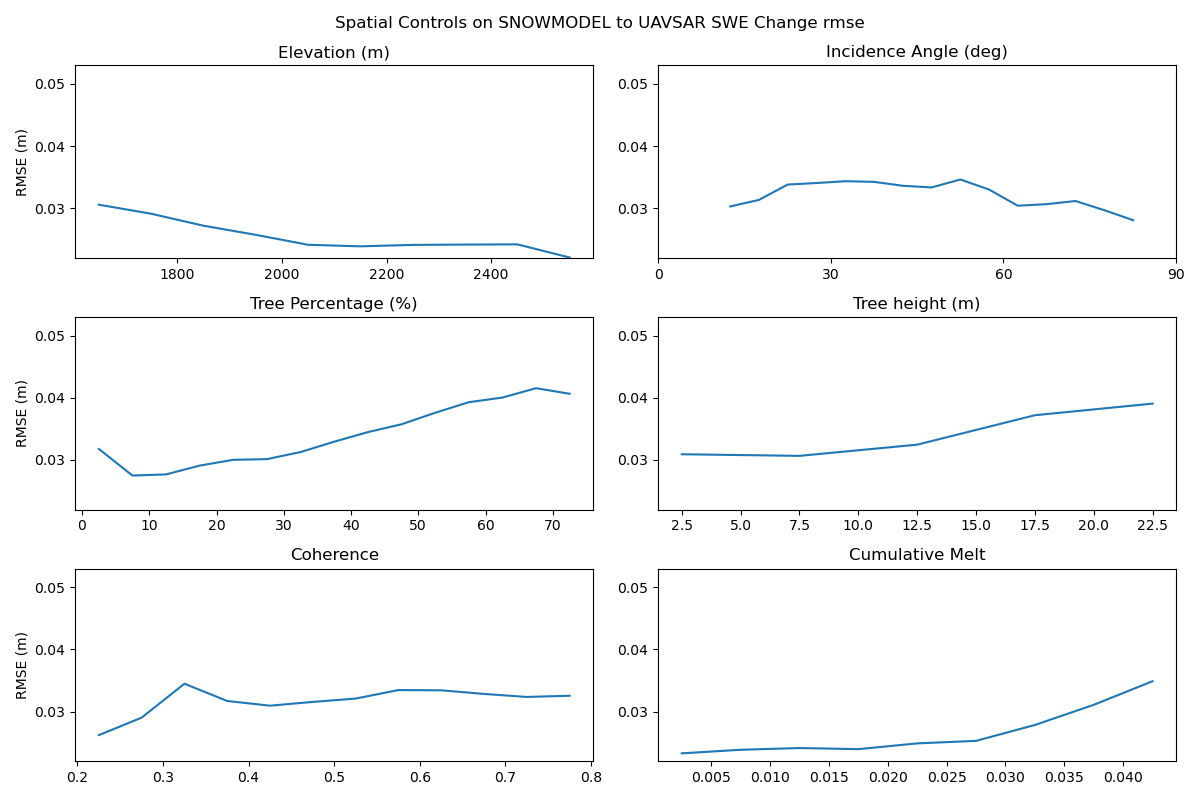 Spatial Controls on SNOWMODEL to UAVSAR SWE Change rmse
Elevation (m)
RMSE (m)
0.05
0.04
0.03
1800 2000 2200 2400
Incidence Angle (deg)
0.05
0.04
0.03
0 30 60 90
Tree Percentage (%)
RMSE (m)
0.05
0.04
0.03
0 10 20 30 40 50 60 70
Tree height (m)
0.05
0.04
0.03
2.5 5.0 7.5 10.0 12.5 15.0 17.5 20.0 22.5
Coherence
RMSE (m)
0.05
0.04
0.03
0.2 0.3 0.4 0.5 0.6 0.7 0.8
Cumulative Melt
0.05
0.04
0.03
0.005 0.010 0.015 0.020 0.025 0.030 0.035 0.040